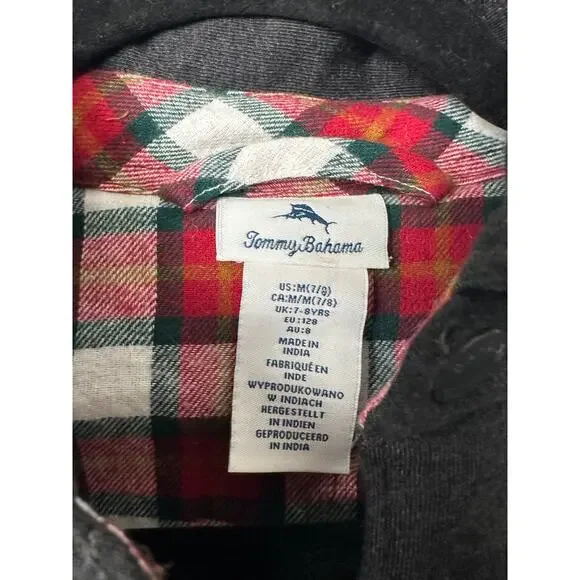 Tommy Bahama
US:M(7/8)
CA:M/M(7/8)
UK:7-8YRS
EU:128
AU:8
MADE IN
INDIA
FABRIQUÉ EN
INDE
WYPRODUKOWANO
W INDIACH
HERGESTELLT
IN INDIEN
GEPRODUCEERD
IN INDIA